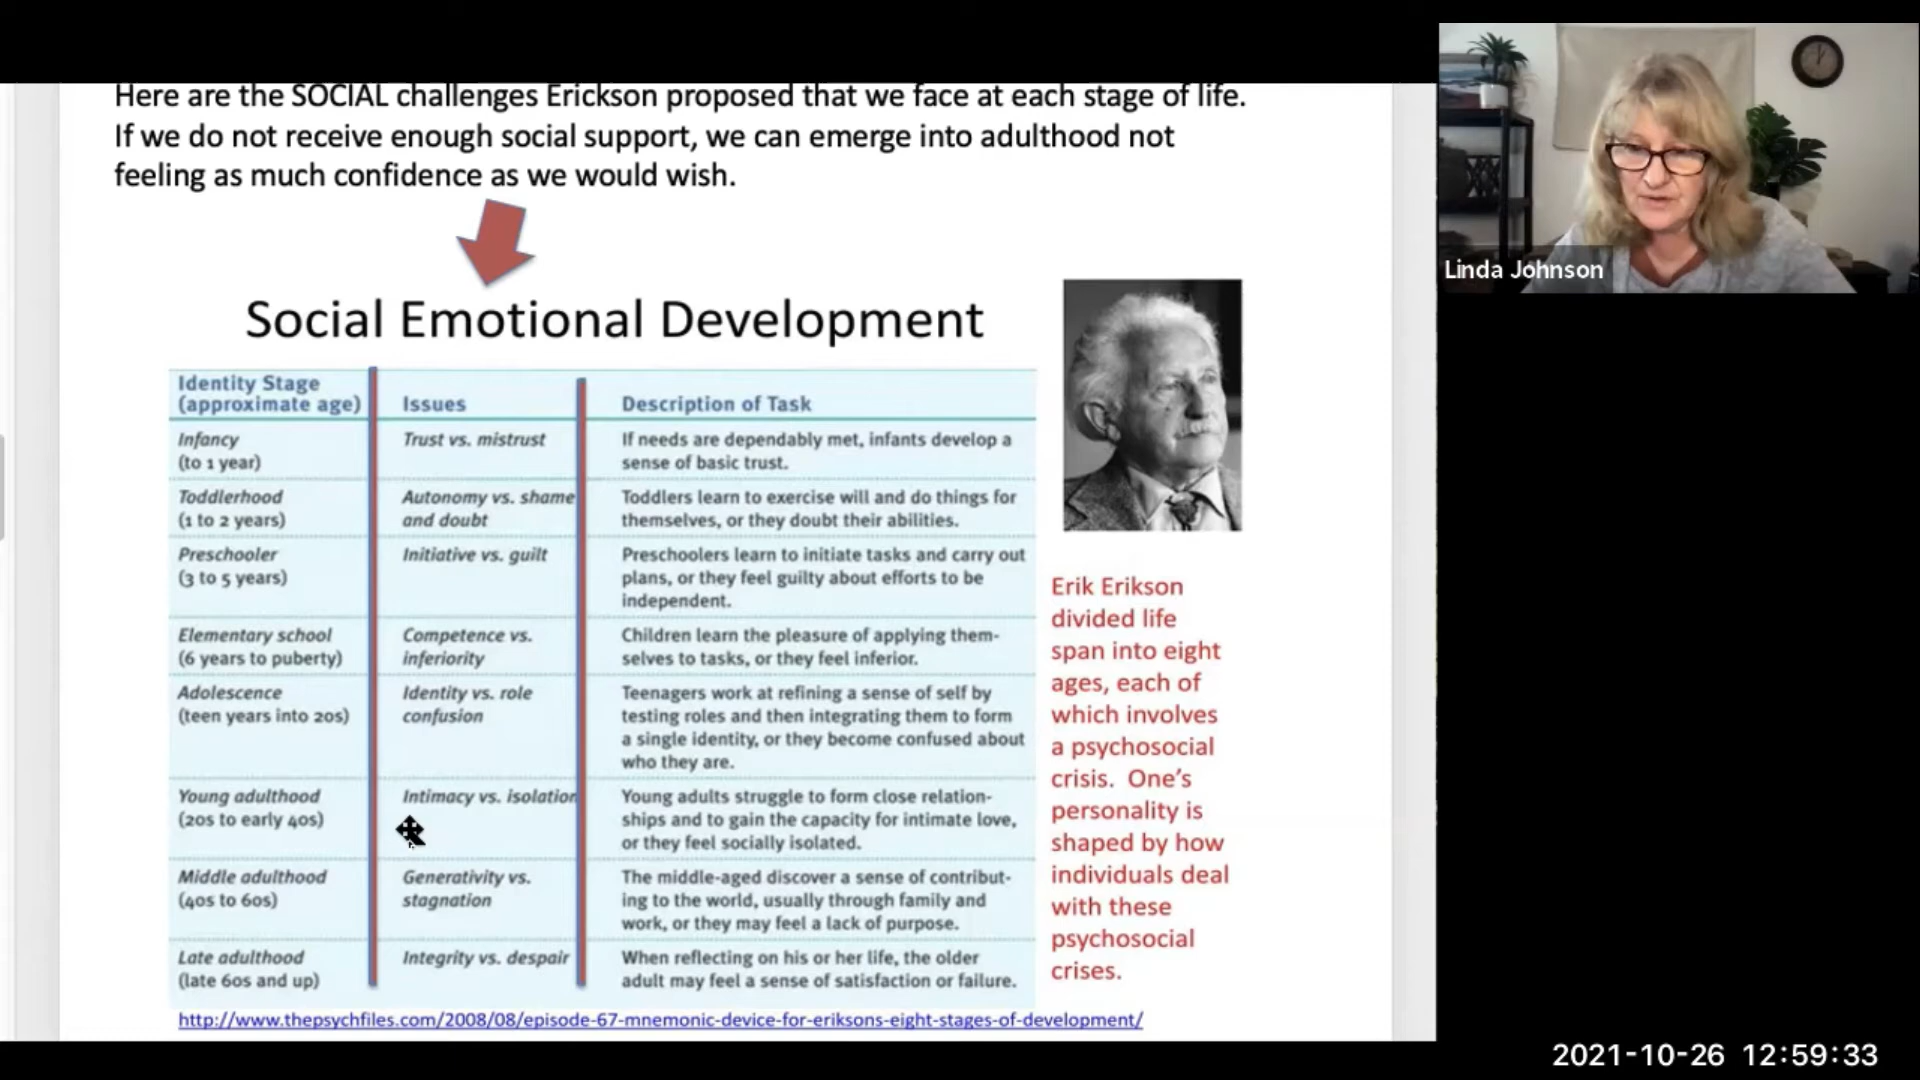 Here are the SOCIAL challenges Erickson proposed that we face at each stage of life.
If we do not receive enough social support, we can emerge into adulthood not
feeling as much confidence as we would wish.
Social Emotional Development
Identity Stage
(approximate age)
Issues
Description of Task
Infancy
(to 1 year)
Trust vs. mistrust
If needs are dependably met, infants develop a
sense of basic trust.
Toddlerhood
(1 to 2 years)
Autonomy vs. shame
and doubt
Toddlers learn to exercise will and do things for
themselves, or they doubt their abilities.
Preschooler
(3 to 5 years)
Initiative vs. guilt
Preschoolers learn to initiate tasks and carry out
plans, or they feel guilty about efforts to be
independent.
Elementary school
(6 years to puberty)
Competence vs.
inferiority
Children learn the pleasure of applying them-
selves to tasks, or they feel inferior.
Adolescence
(teen years into 20s)
Identity vs. role
confusion
Teenagers work at refining a sense of self by
testing roles and then integrating them to form
a single identity, or they become confused about
who they are.
Young adulthood
(20s to early 40s)
Intimacy vs. isolation
Young adults struggle to form close relation-
ships and to gain the capacity for intimate love,
or they feel socially isolated.
Middle adulthood
(40s to 60s)
Generativity vs.
stagnation
The middle-aged discover a sense of contribut-
ing to the world, usually through family and
work, or they may feel a lack of purpose.
Late adulthood
(late 60s and up)
Integrity vs. despair
When reflecting on his or her life, the older
adult may feel a sense of satisfaction or failure.
Erik Erikson
divided life
span into eight
ages, each of
which involves
a psychosocial
crisis. One's
personality is
shaped by how
individuals deal
with these
psychosocial
crises.
http://www.thepsychfiles.com/2008/08/episode-67-mnemonic-device-for-eriksons-eight-stages-of-development/
Linda Johnson
2021-10-26 12:59:33